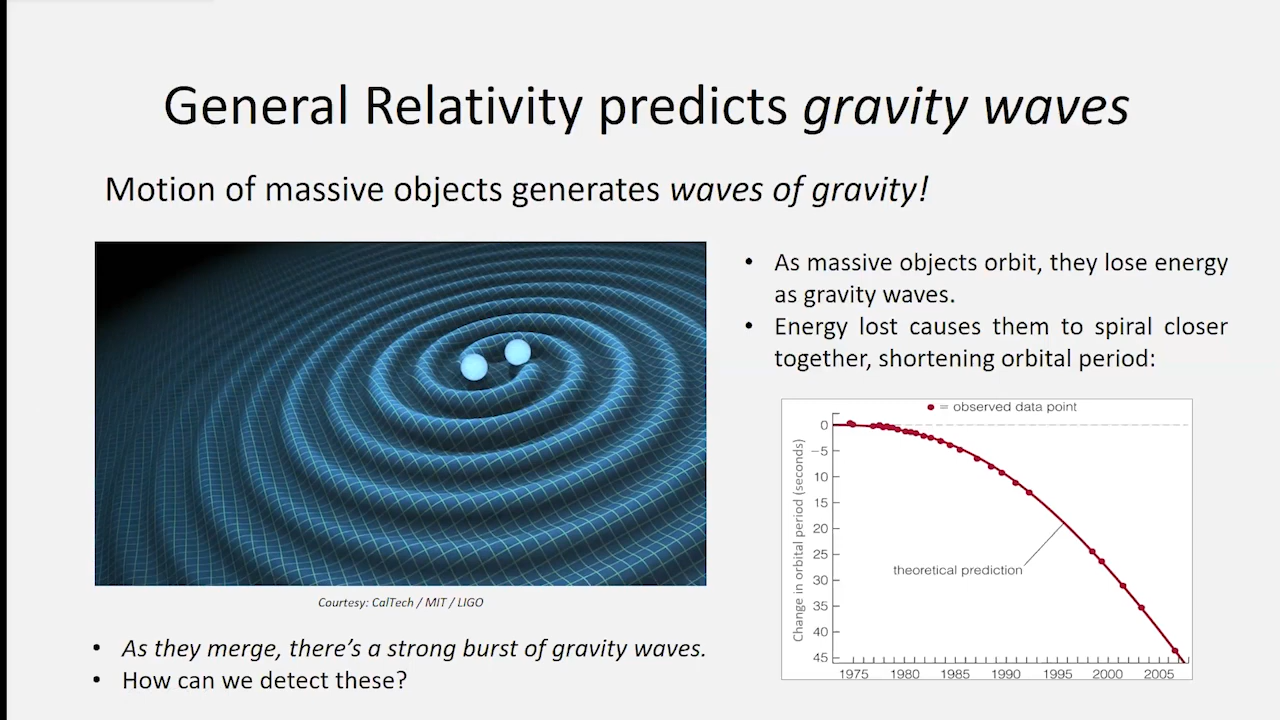 General Relativity predicts gravity waves
Motion of massive objects generates waves of gravity!
• As massive objects orbit, they lose energy
as gravity waves.
• Energy lost causes them to spiral closer
together, shortening orbital period:
Courtesy: CalTech / MIT / LIGO
• As they merge, there's a strong burst of gravity waves.
• How can we detect these?
= observed data point
Change in orbital period (seconds)
0
−5
10
15
20
25
30
35
40
45
theoretical prediction
1975 1980 1985 1990 1995 2000 2005